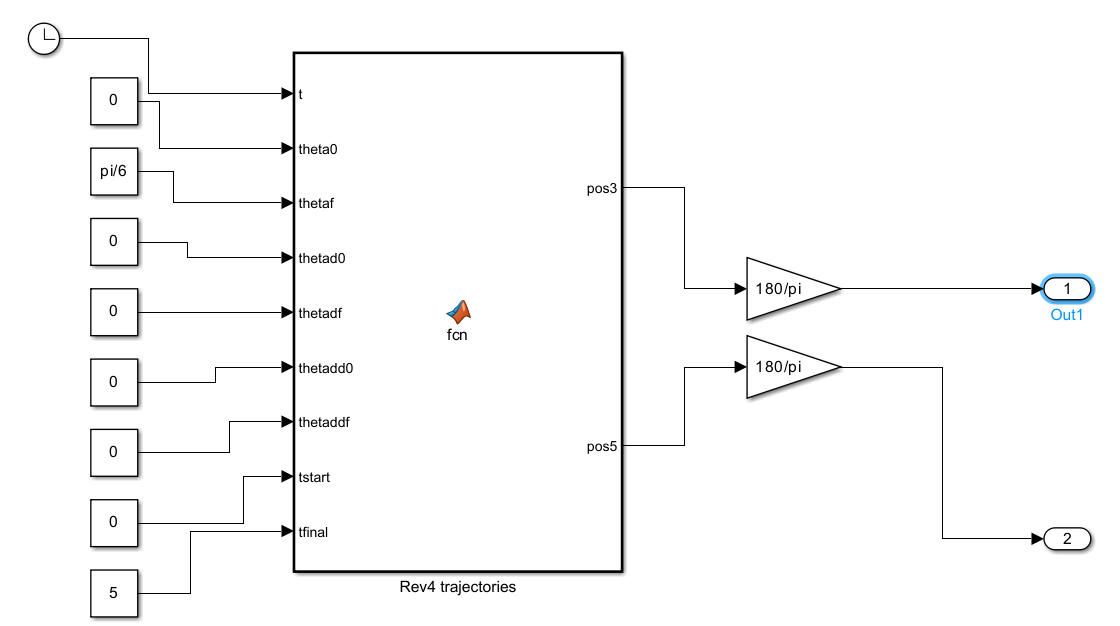 0
t
theta0
pi/6
thetaf
pos3
0
thetad0
180/pi
1
Out1
0
thetadf
fcn
180/pi
0
thetadd0
0
thetaddf
pos5
0
tstart
tfinal
2
5
Rev4 trajectories